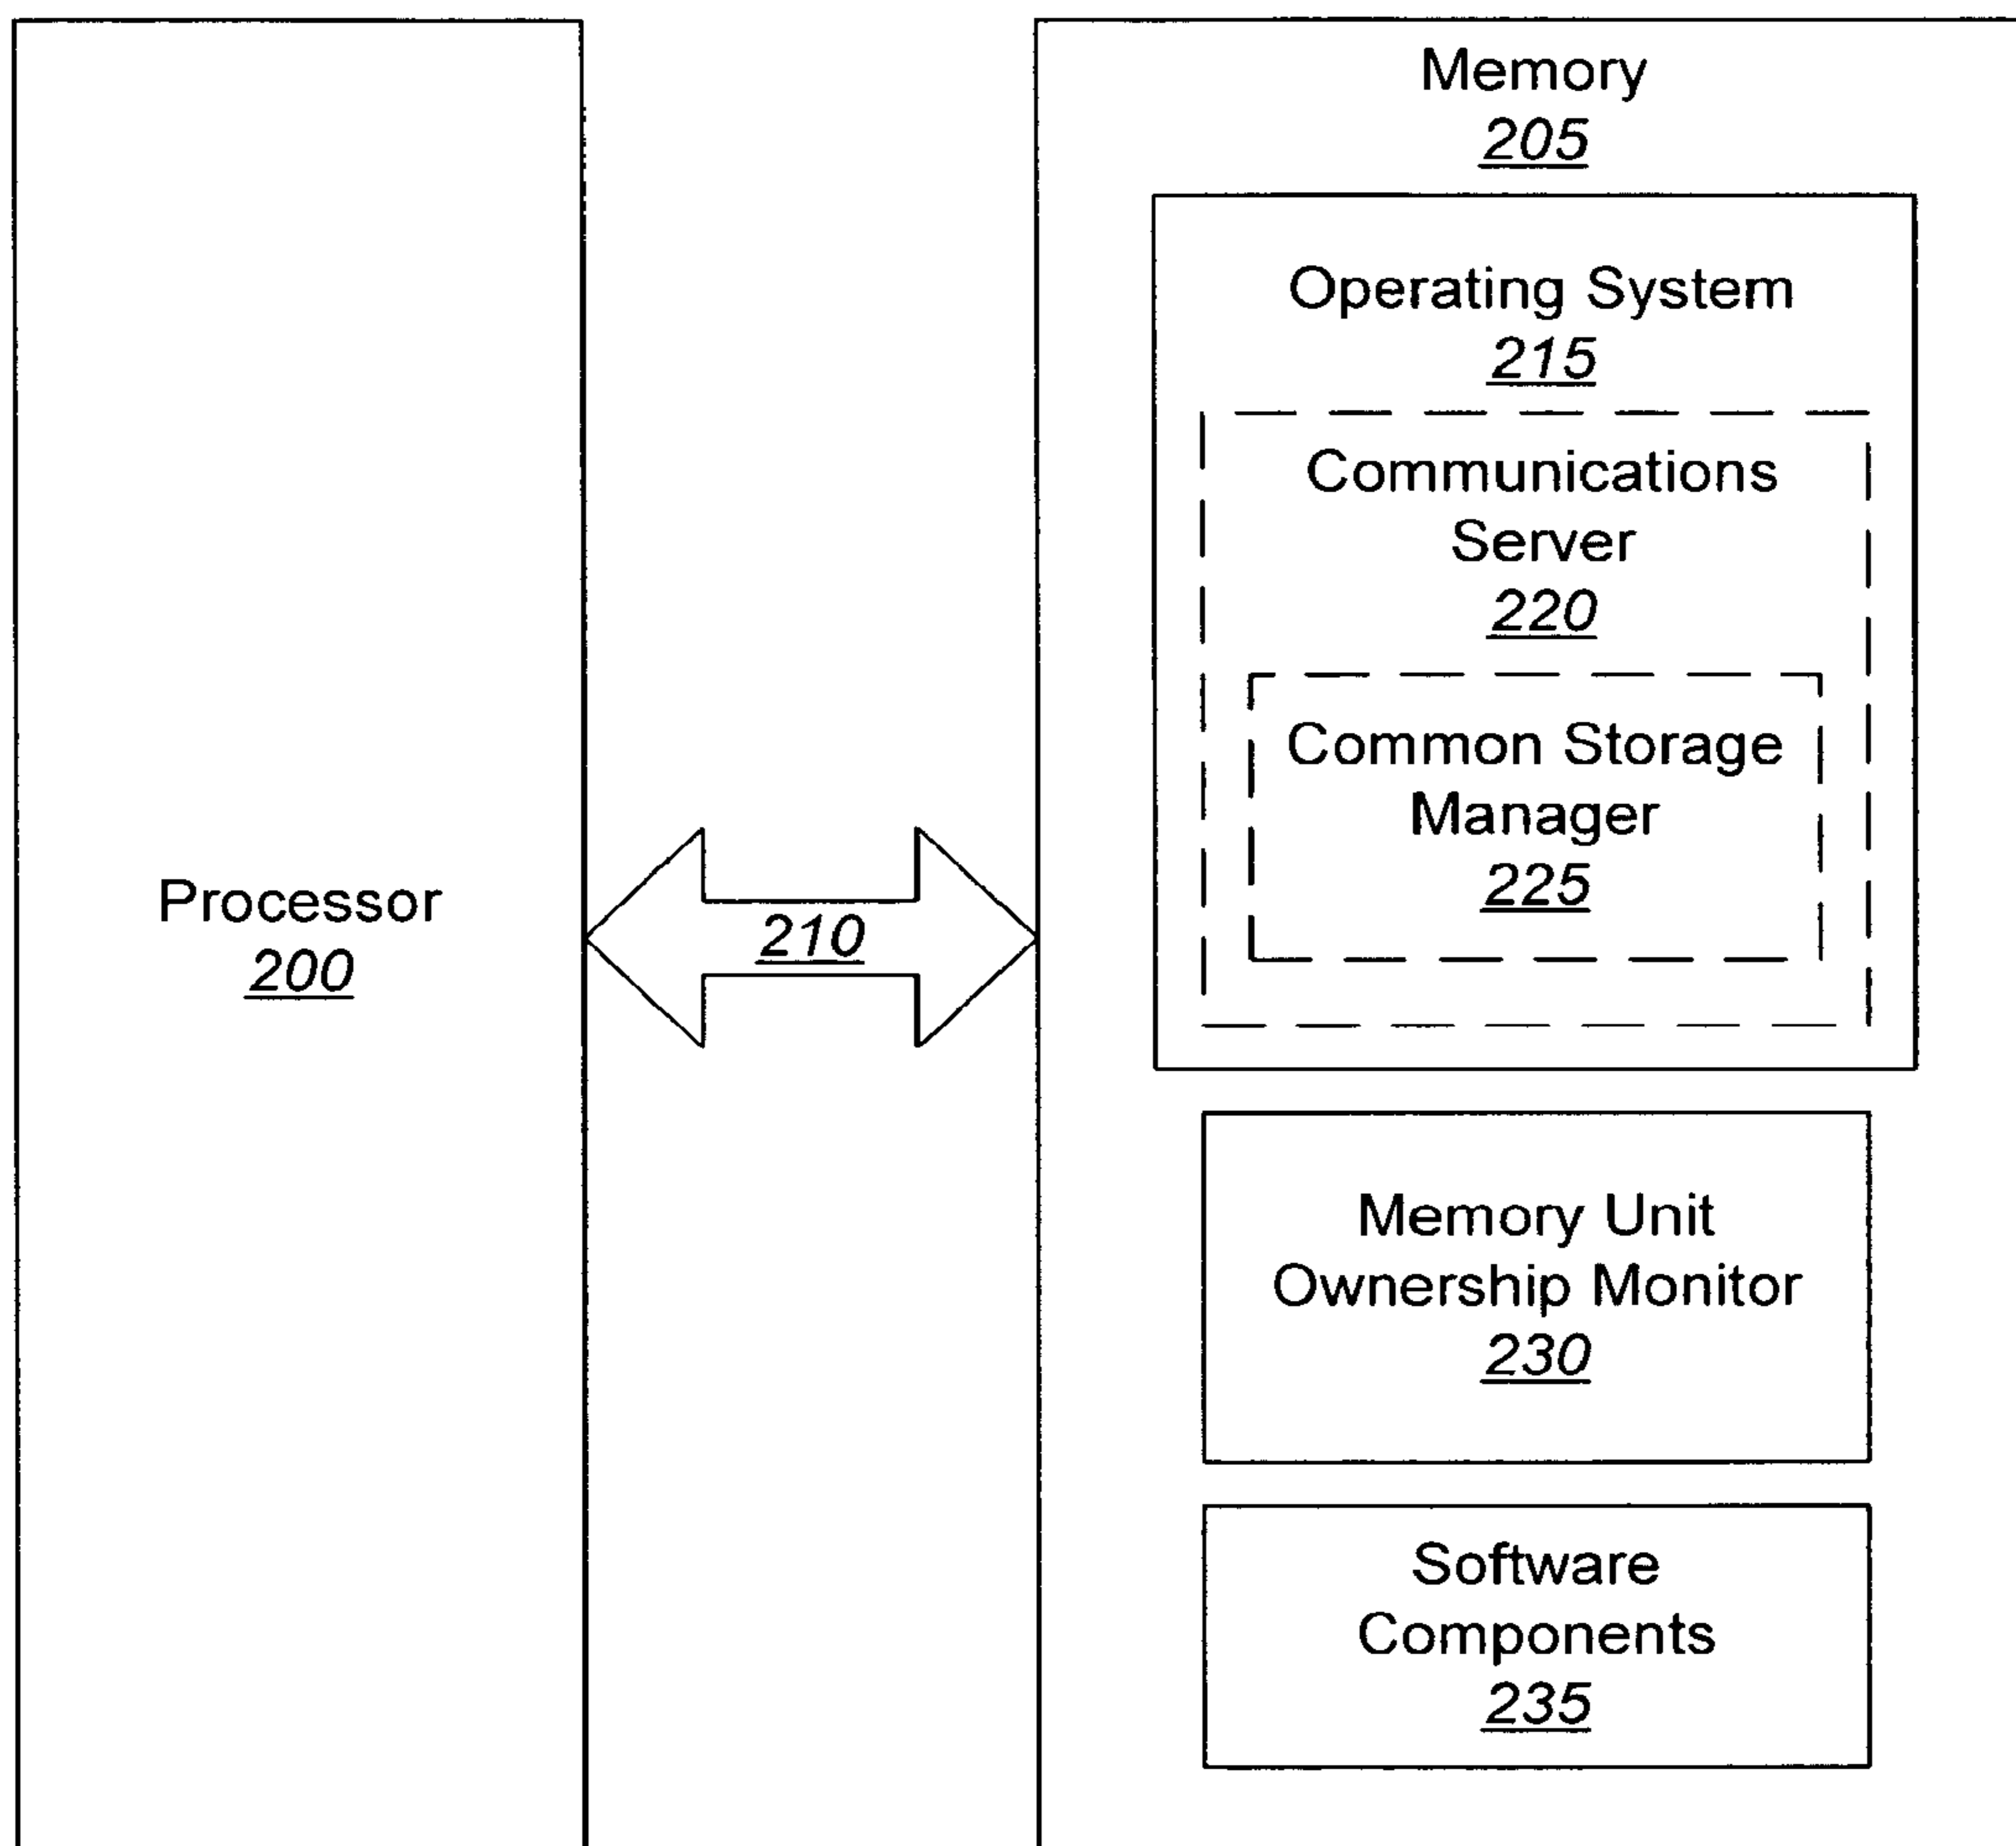 Processor
200
210
Memory
205
Operating System
215
Communications
Server
220
Common Storage
Manager
225
Memory Unit
Ownership Monitor
230
Software
Components
235